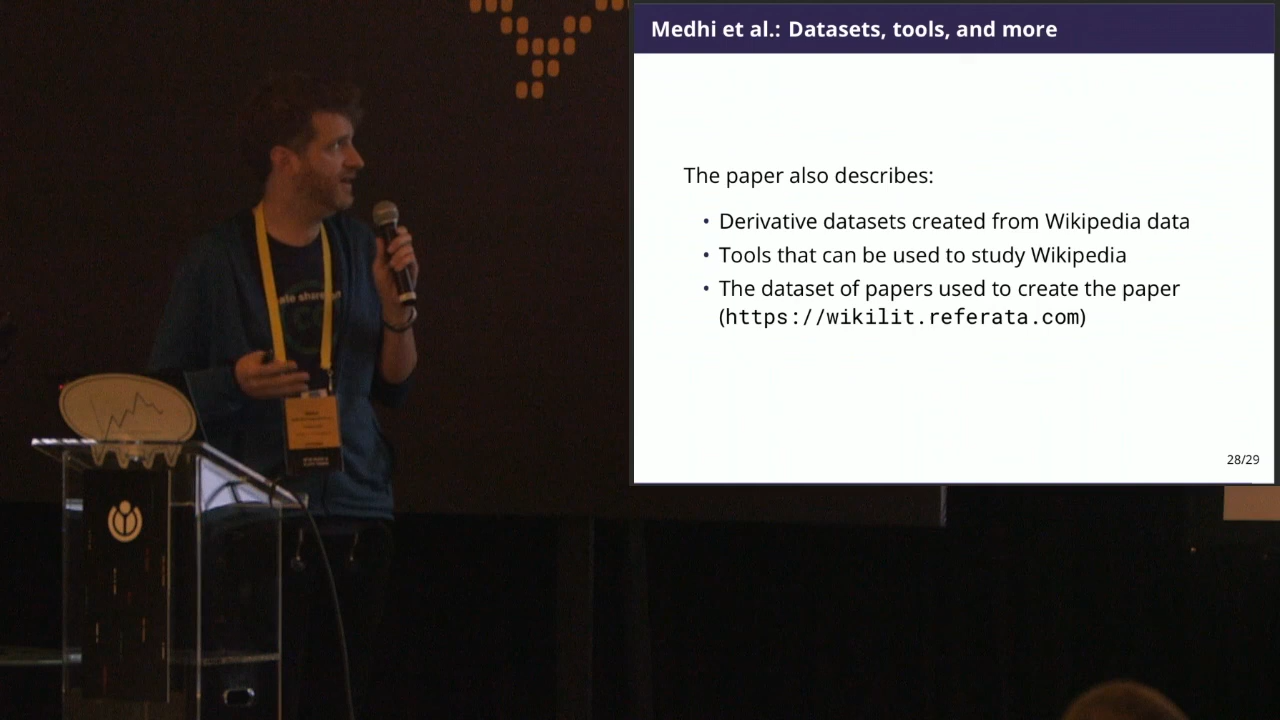 Medhi et al.: Datasets, tools, and more
The paper also describes:
• Derivative datasets created from Wikipedia data
• Tools that can be used to study Wikipedia
• The dataset of papers used to create the paper
(https://wikilit.referata.com)
28/29